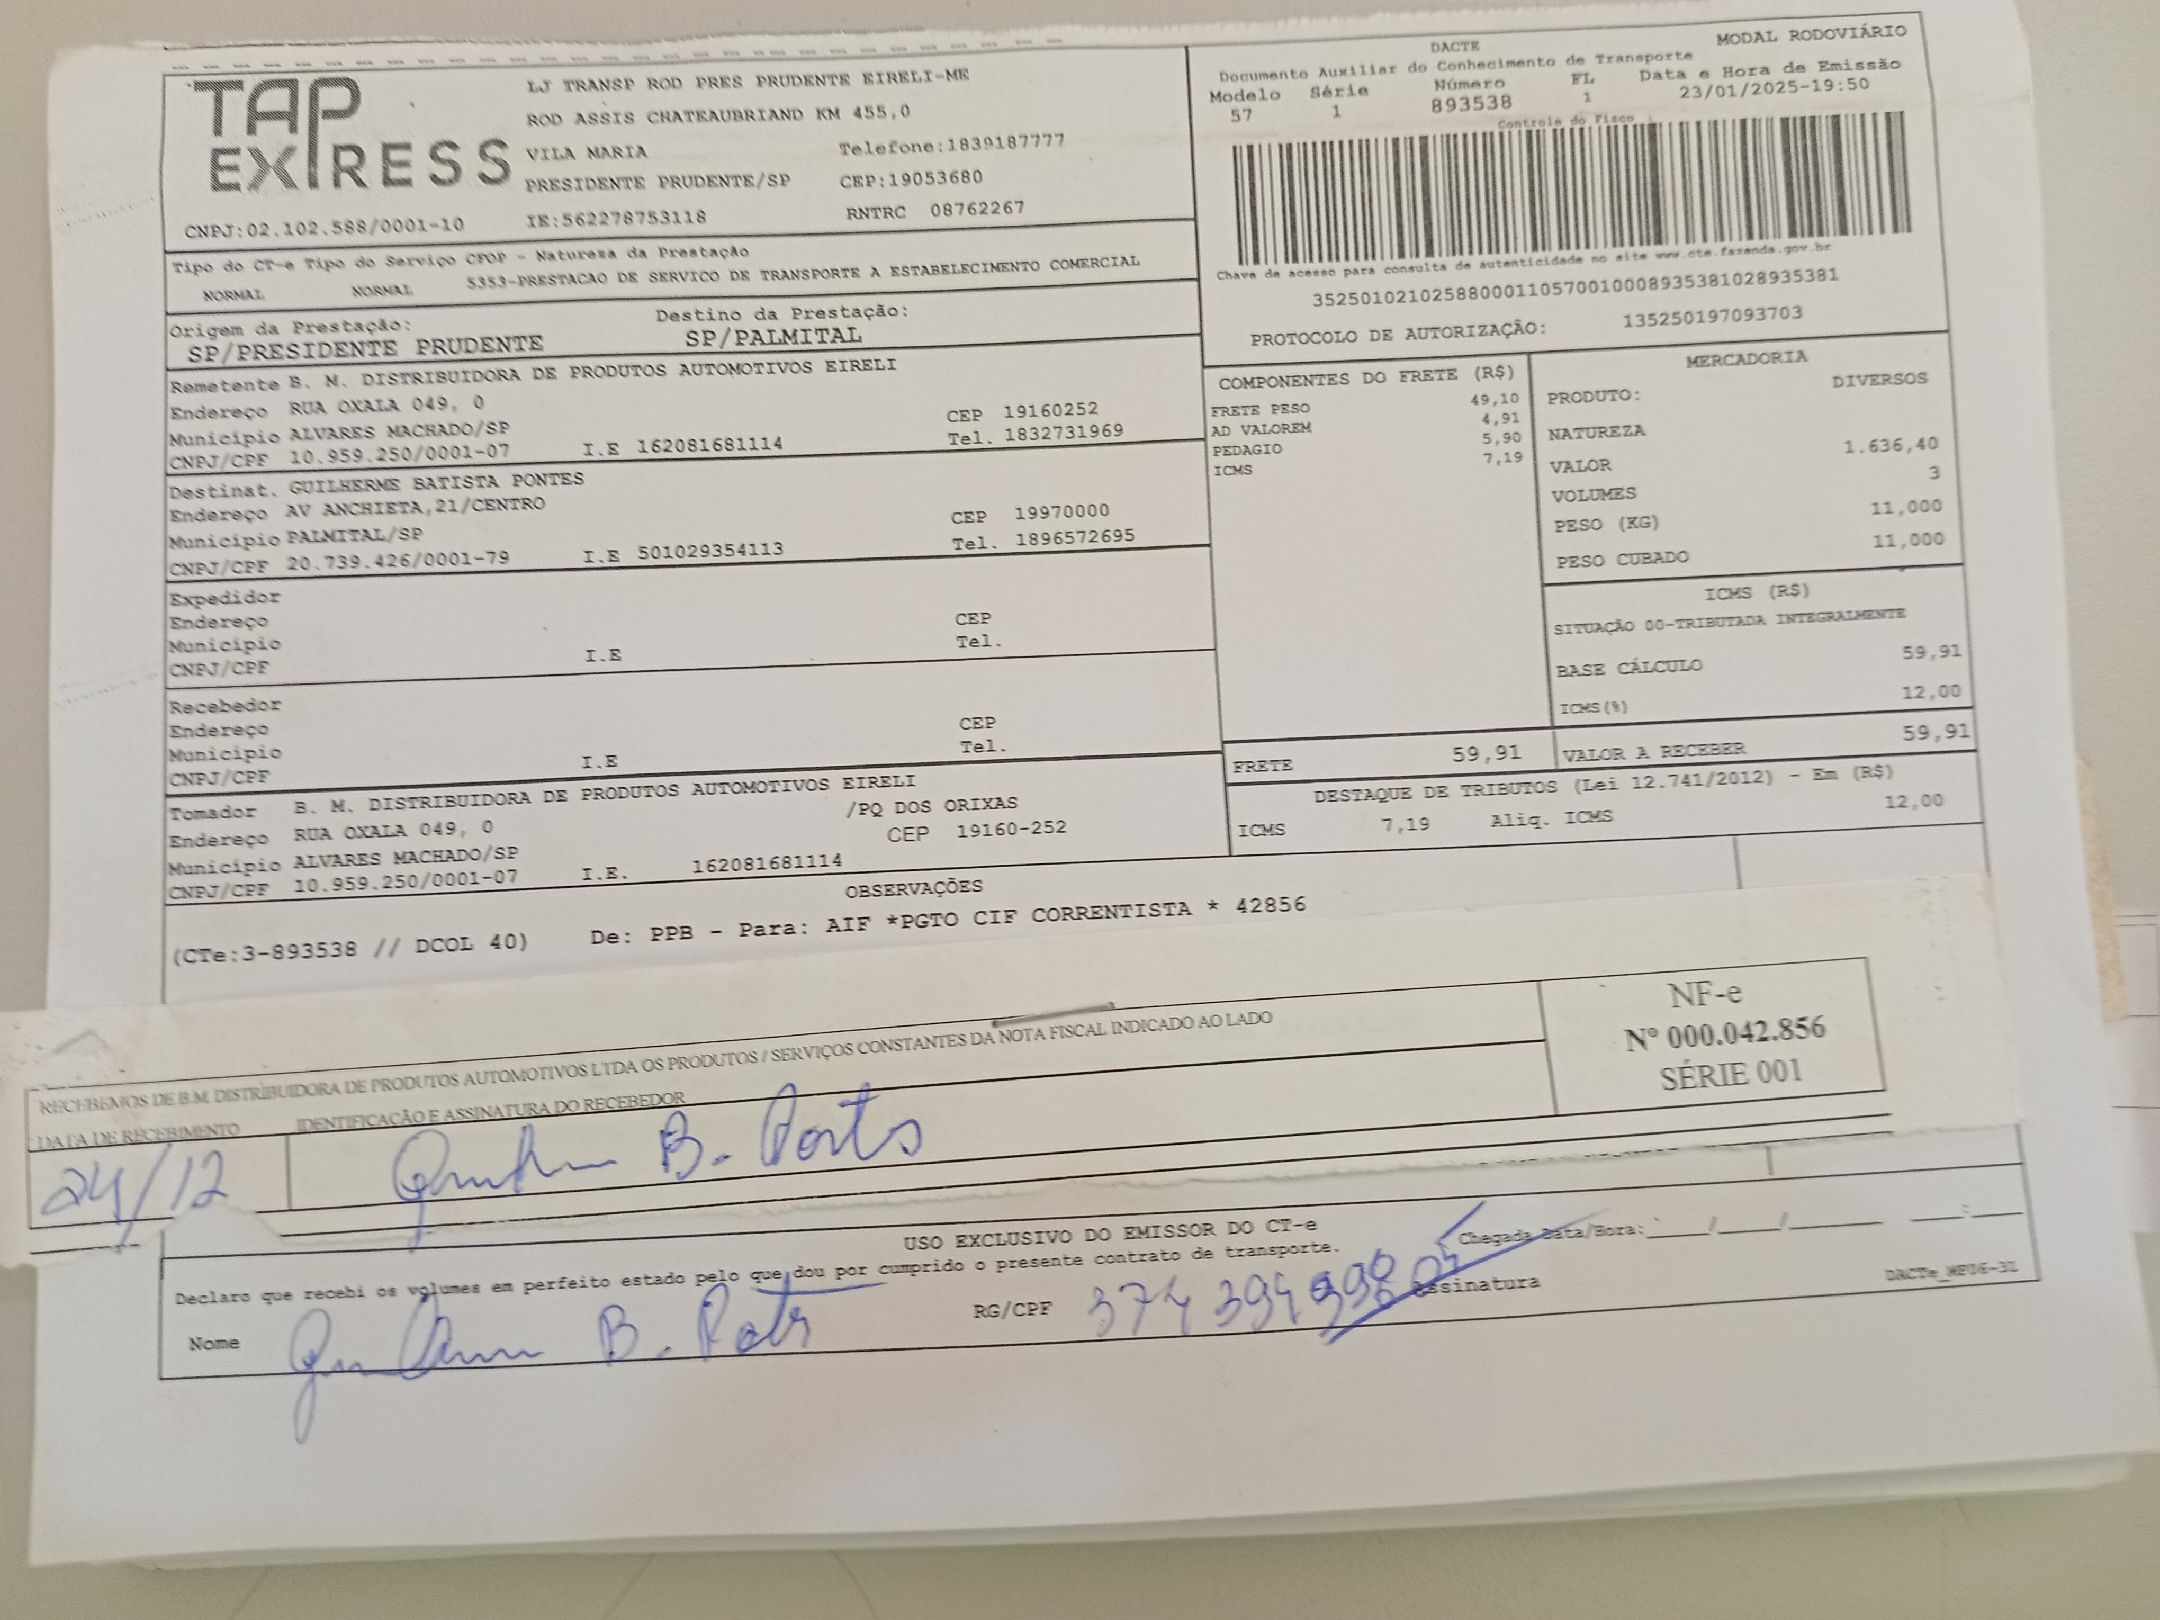 TAP EXPRESS
LJ TRANSP ROD PRES PRUDENTE EIRELI-ME
ROD ASSIS CHATEAUBRIAND KM 455,0
VILA MARIA Telefone:1839187777
PRESIDENTE PRUDENTE/SP CEP:19053680
CNPJ:02.102.588/0001-10 IE:562278753118 RNTRC 08762267
DACTE MODAL RODOVIÁRIO
Documento Auxiliar do Conhecimento de Transporte
Modelo Série Número FL Data e Hora de Emissão
57 1 893538 1 23/01/2025-19:50
Controle do Fisco
Chave de acesso para consulta de autenticidade no site www.cte.fazenda.gov.br
35250102102588000110570010008935381028935381
PROTOCOLO DE AUTORIZAÇÃO: 135250197093703
Tipo do CT-e Tipo do Serviço CFOP - Natureza da Prestação
NORMAL NORMAL 5353-PRESTACAO DE SERVICO DE TRANSPORTE A ESTABELECIMENTO COMERCIAL
Origem da Prestação: Destino da Prestação:
SP/PRESIDENTE PRUDENTE SP/PALMITAL
Remetente B. M. DISTRIBUIDORA DE PRODUTOS AUTOMOTIVOS EIRELI
Endereço RUA OXALA 049, 0 CEP 19160252
Município ALVARES MACHADO/SP Tel. 1832731969
CNPJ/CPF 10.959.250/0001-07 I.E 162081681114
Destinat. GUILHERME BATISTA PONTES
Endereço AV ANCHIETA,21/CENTRO CEP 19970000
Município PALMITAL/SP Tel. 1896572695
CNPJ/CPF 20.739.426/0001-79 I.E 501029354113
Expedidor
Endereço CEP
Município Tel.
CNPJ/CPF I.E
Recebedor
Endereço CEP
Município Tel.
CNPJ/CPF I.E
Tomador B. M. DISTRIBUIDORA DE PRODUTOS AUTOMOTIVOS EIRELI
Endereço RUA OXALA 049, 0 /PQ DOS ORIXAS
Município ALVARES MACHADO/SP CEP 19160-252
CNPJ/CPF 10.959.250/0001-07 I.E. 162081681114
COMPONENTES DO FRETE (R$)
FRETE PESO 49,10
AD VALOREM 4,91
PEDAGIO 5,90
ICMS 7,19
MERCADORIA
PRODUTO: DIVERSOS
NATUREZA
VALOR 1.636,40
VOLUMES 3
PESO (KG) 11,000
PESO CUBADO 11,000
ICMS (R$)
SITUAÇÃO 00-TRIBUTADA INTEGRALMENTE
BASE CÁLCULO 59,91
ICMS(%) 12,00
FRETE 59,91 VALOR A RECEBER 59,91
DESTAQUE DE TRIBUTOS (Lei 12.741/2012) - Em (R$)
ICMS 7,19 Aliq. ICMS 12,00
OBSERVAÇÕES
(CTe:3-893538 // DCOL 40) De: PPB - Para: AIF *PGTO CIF CORRENTISTA * 42856
RECEBEMOS DE B.M. DISTRIBUIDORA DE PRODUTOS AUTOMOTIVOS LTDA OS PRODUTOS / SERVIÇOS CONSTANTES DA NOTA FISCAL INDICADO AO LADO
DATA DE RECEBIMENTO IDENTIFICAÇÃO E ASSINATURA DO RECEBEDOR
24/12 B.
NF-e
Nº 000.042.856
SÉRIE 001
USO EXCLUSIVO DO EMISSOR DO CT-e
Declaro que recebi os volumes em perfeito estado pelo que dou por cumprido o presente contrato de transporte. Chegada Data/Hora: ____/____/____ ____:____
Nome B. RG/CPF 374 394 998 Assinatura